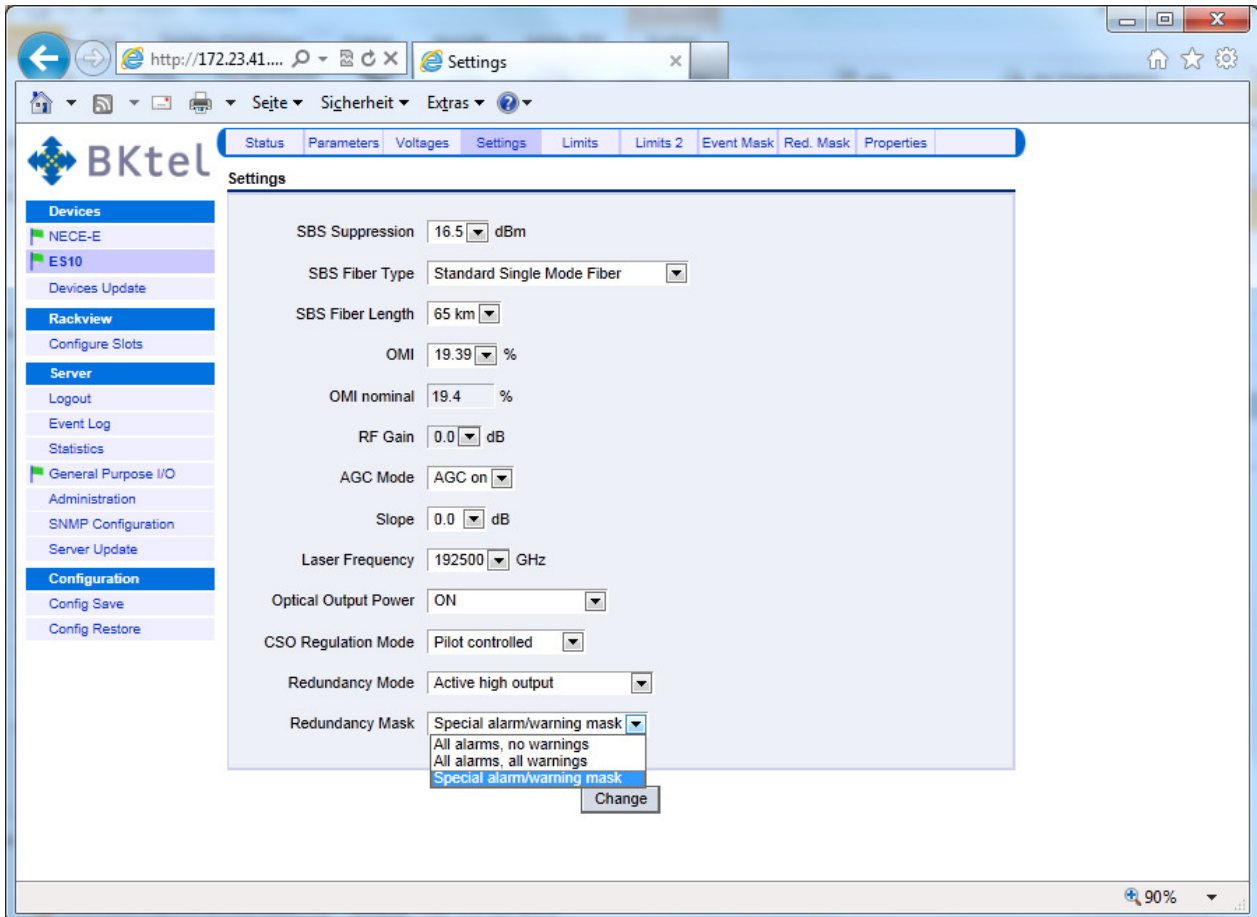 http://172.23.41....
Settings
Seite
Sicherheit
Extras
BKtel
Status Parameters Voltages Settings Limits Limits 2 Event Mask Red. Mask Properties
Settings
Devices
NECE-E
ES10
Devices Update
Rackview
Configure Slots
Server
Logout
Event Log
Statistics
General Purpose I/O
Administration
SNMP Configuration
Server Update
Configuration
Config Save
Config Restore
SBS Suppression 16.5 dBm
SBS Fiber Type Standard Single Mode Fiber
SBS Fiber Length 65 km
OMI 19.39 %
OMI nominal 19.4 %
RF Gain 0.0 dB
AGC Mode AGC on
Slope 0.0 dB
Laser Frequency 192500 GHz
Optical Output Power ON
CSO Regulation Mode Pilot controlled
Redundancy Mode Active high output
Redundancy Mask Special alarm/warning mask
All alarms, no warnings
All alarms, all warnings
Special alarm/warning mask
Change
90%